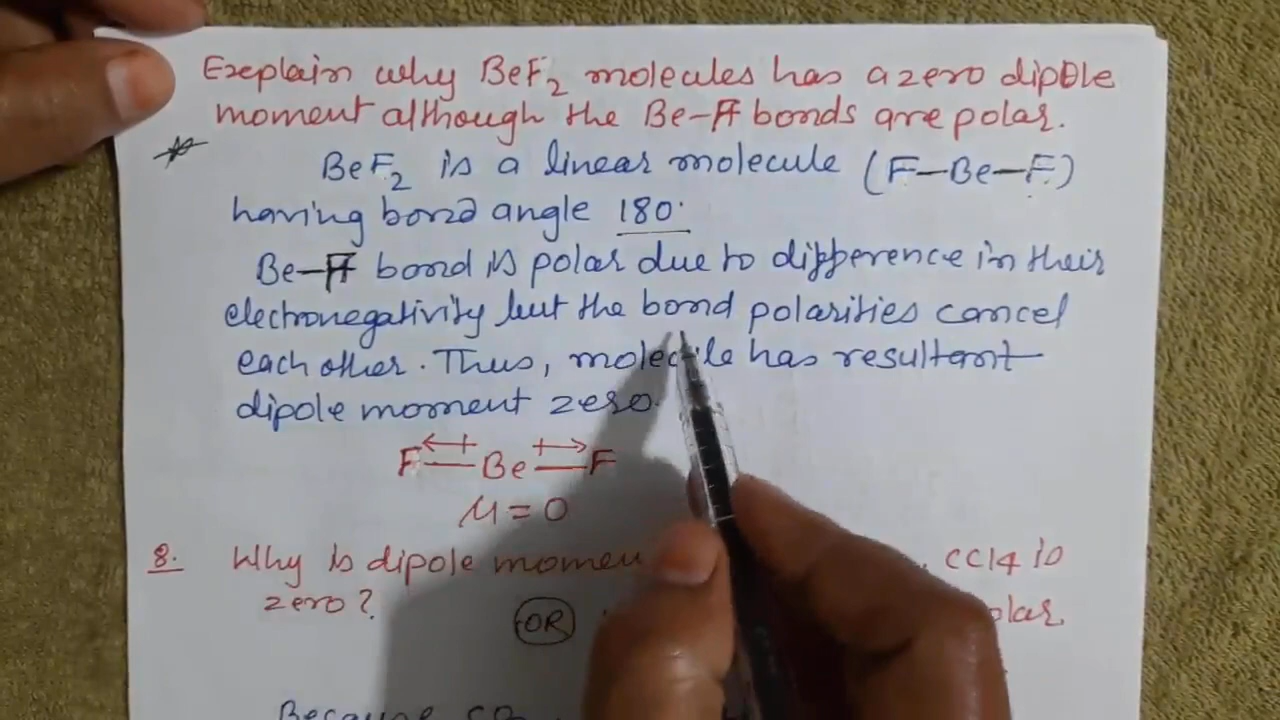 Explain why BeF2 molecules has a zero dipole
moment although the Be-F bonds are polar.
BeF2 is a linear molecule (F-Be-F)
having bond angle 180°
Be-F bond is polar due to difference in their
electronegativity but the bond polarities cancel
each other. Thus, molecule has resultant
dipole moment zero.
F-Be-F
μ = 0
8. Why is dipole momen CCl4 is
zero? OR olar.
Because CO2